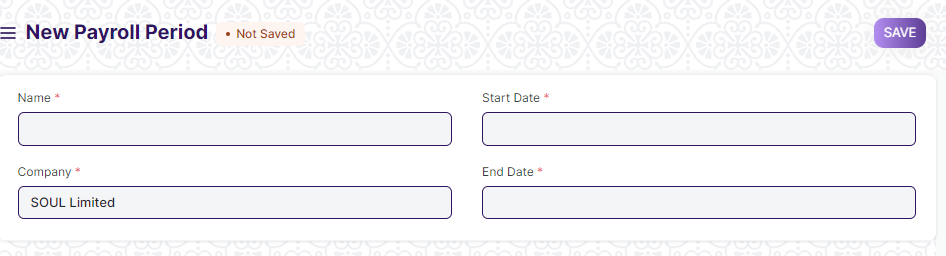 New Payroll Period • Not Saved SAVE
Name * Start Date *
Company * End Date *
SOUL Limited